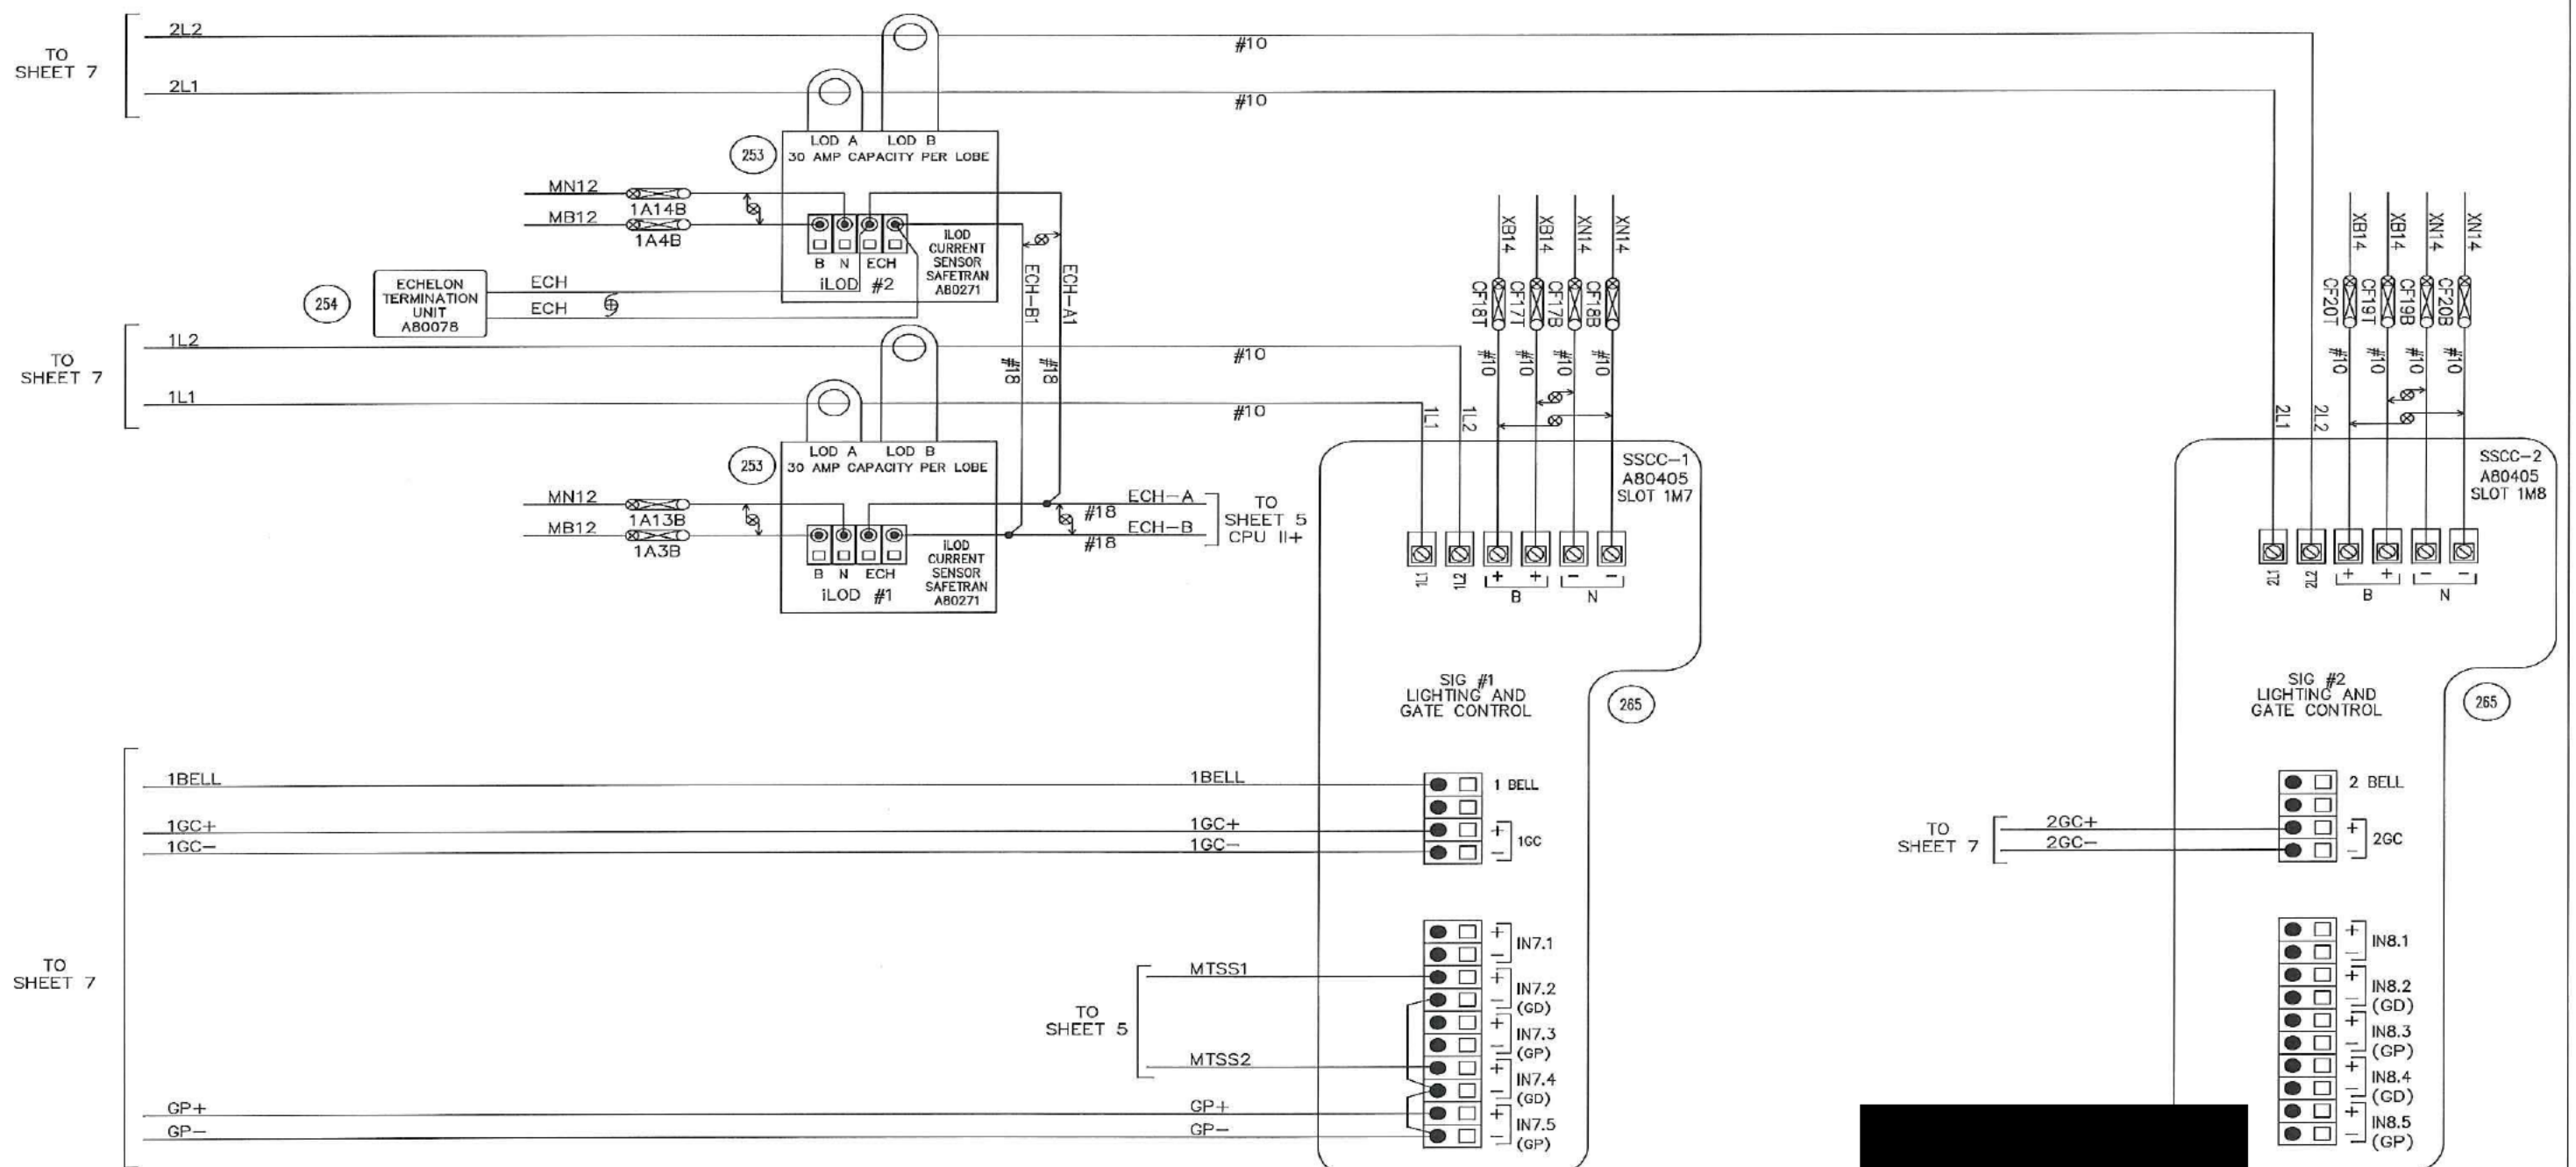 2L2
#10
TO
SHEET 7
2L1
#10
LOD A LOD B
253
30 AMP CAPACITY PER LOBE
MN12
1A14B
MB12
1A4B
B N ECH
iLOD #2
iLOD
CURRENT
SENSOR
SAFETRAN
A80271
ECH-B1
ECH-A1
#18
#18
254
ECHELON
TERMINATION
UNIT
A80078
ECH
ECH
1L2
#10
TO
SHEET 7
1L1
#10
LOD A LOD B
253
30 AMP CAPACITY PER LOBE
MN12
1A13B
MB12
1A3B
B N ECH
iLOD #1
iLOD
CURRENT
SENSOR
SAFETRAN
A80271
ECH-A
#18
ECH-B
#18
TO
SHEET 5
CPU II+
XB14
XB14
XN14
XN14
CF18T
CF17T
CF17B
CF18B
#10
#10
#10
#10
1L1
1L2
SSCC-1
A80405
SLOT 1M7
1L1
1L2
+ + - -
B N
SIG #1
LIGHTING AND
GATE CONTROL
265
XB14
XB14
XN14
XN14
CF20T
CF19T
CF19B
CF20B
#10
#10
#10
#10
2L1
2L2
SSCC-2
A80405
SLOT 1M8
2L1
2L2
+ + - -
B N
SIG #2
LIGHTING AND
GATE CONTROL
265
1BELL 1BELL 1 BELL
1GC+ 1GC+ +
1GC
1GC- 1GC- -
TO
SHEET 7
2 BELL
TO
SHEET 7
2GC+ +
2GC
2GC- -
+
IN7.1
-
MTSS1 +
IN7.2
-
(GD)
+
IN7.3
-
(GP)
TO
SHEET 5
MTSS2 +
IN7.4
-
(GD)
GP+ GP+ +
IN7.5
GP- GP- -
(GP)
+
IN8.1
-
+
IN8.2
-
(GD)
+
IN8.3
-
(GP)
+
IN8.4
-
(GD)
+
IN8.5
-
(GP)